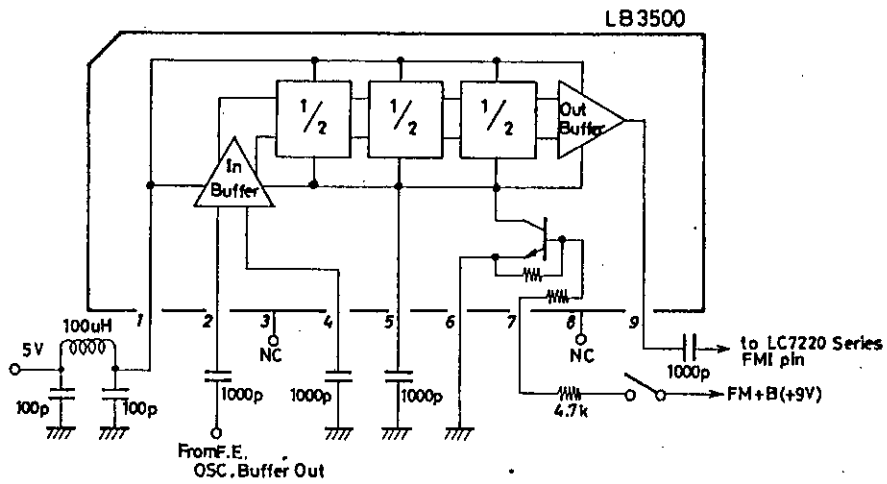 LB3500
1/2
1/2
1/2
Out
Buffer
In
Buffer
1
2
3
4
5
6
7
8
9
100uH
5V
NC
NC
to LC7220 Series
FMI pin
100p
100p
1000p
1000p
1000p
1000p
4.7k
FM+B(+9V)
From F.E.
OSC. Buffer Out